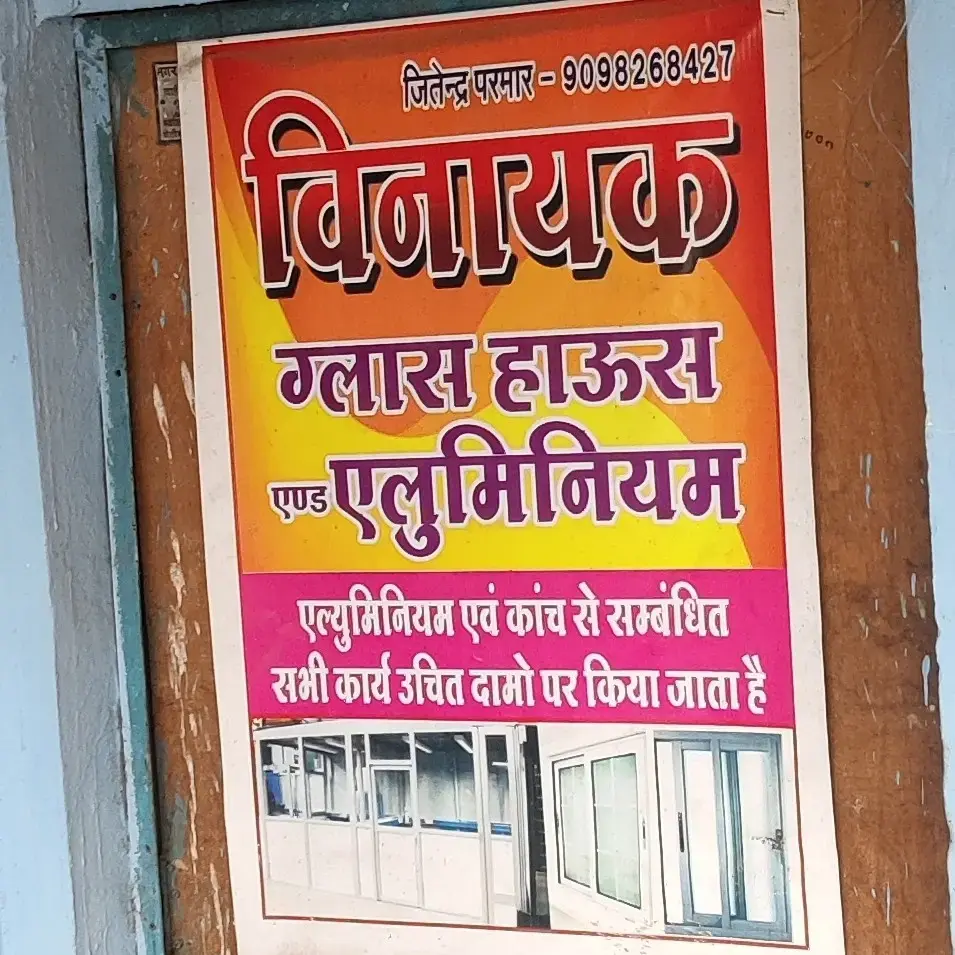 जितेन्द्र परमार - 9098268427
विनायक
ग्लास हाऊस
एण्ड एलुमिनियम
एल्युमिनियम एवं कांच से सम्बंधित
सभी कार्य उचित दामो पर किया जाता है